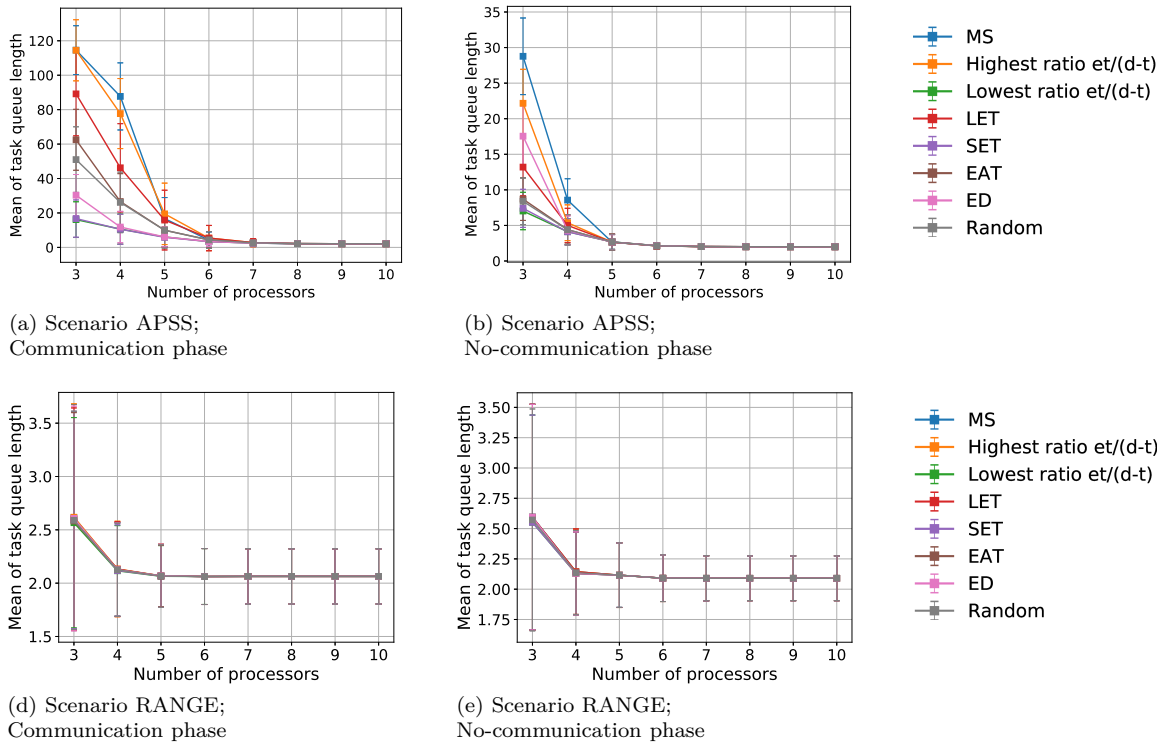 120
100
80
60
40
20
0
Mean of task queue length
3 4 5 6 7 8 9 10
Number of processors
(a) Scenario APSS;
Communication phase
35
30
25
20
15
10
5
0
Mean of task queue length
3 4 5 6 7 8 9 10
Number of processors
(b) Scenario APSS;
No-communication phase
MS
Highest ratio et/(d-t)
Lowest ratio et/(d-t)
LET
SET
EAT
ED
Random
3.5
3.0
2.5
2.0
1.5
Mean of task queue length
3 4 5 6 7 8 9 10
Number of processors
(d) Scenario RANGE;
Communication phase
3.50
3.25
3.00
2.75
2.50
2.25
2.00
1.75
Mean of task queue length
3 4 5 6 7 8 9 10
Number of processors
(e) Scenario RANGE;
No-communication phase
MS
Highest ratio et/(d-t)
Lowest ratio et/(d-t)
LET
SET
EAT
ED
Random